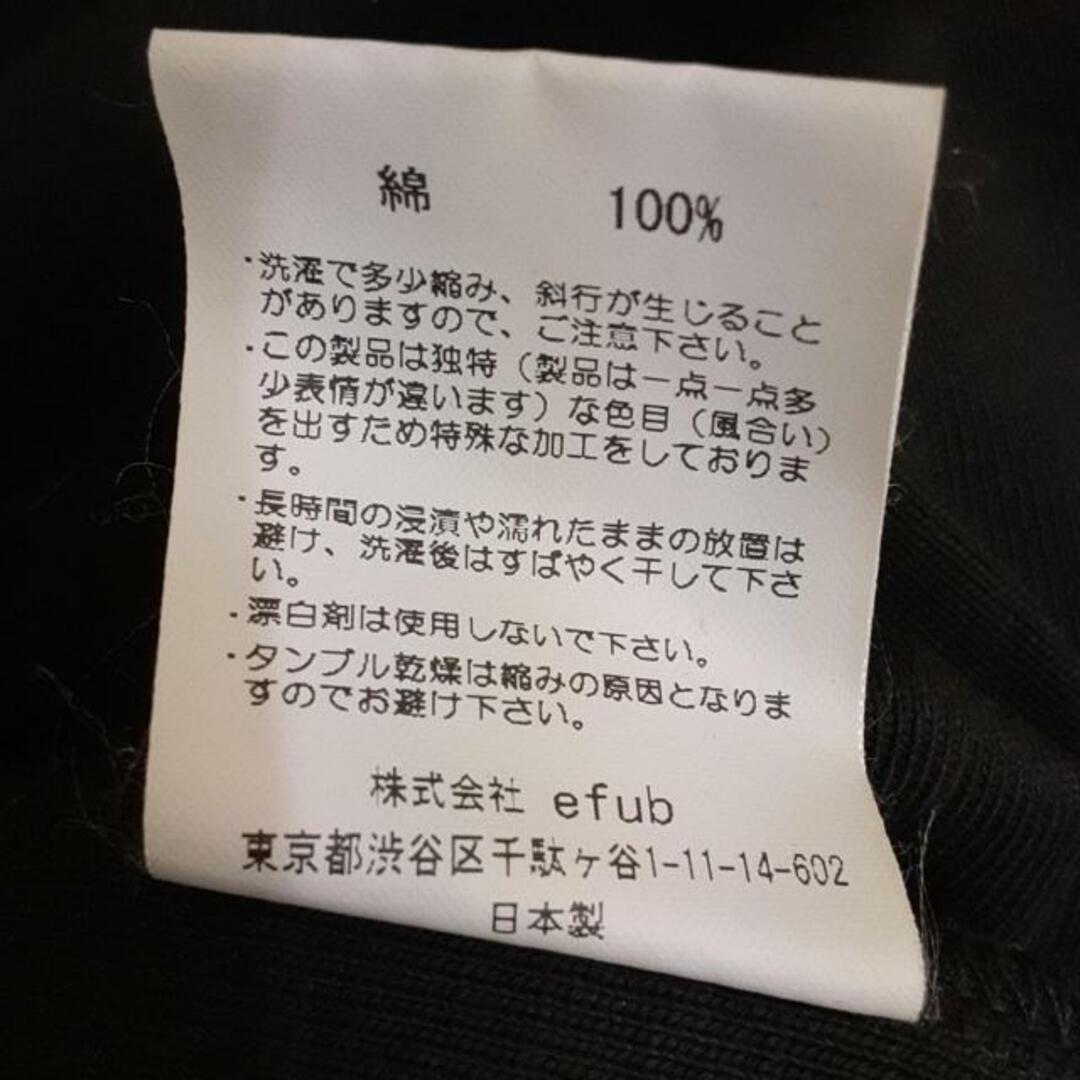 綿 100%
・洗濯で多少縮み、斜行が生じること
がありますので、ご注意下さい。
・この製品は独特（製品は一点一点多
少表情が違います）な色目（風合い）
を出すため特殊な加工をしておりま
す。
・長時間の浸漬や濡れたままの放置は
避け、洗濯後はすばやく干して下さ
い。
・漂白剤は使用しないで下さい。
・タンブル乾燥は縮みの原因となりま
すのでお避け下さい。
株式会社 efub
東京都渋谷区千駄ヶ谷1-11-14-602
日本製